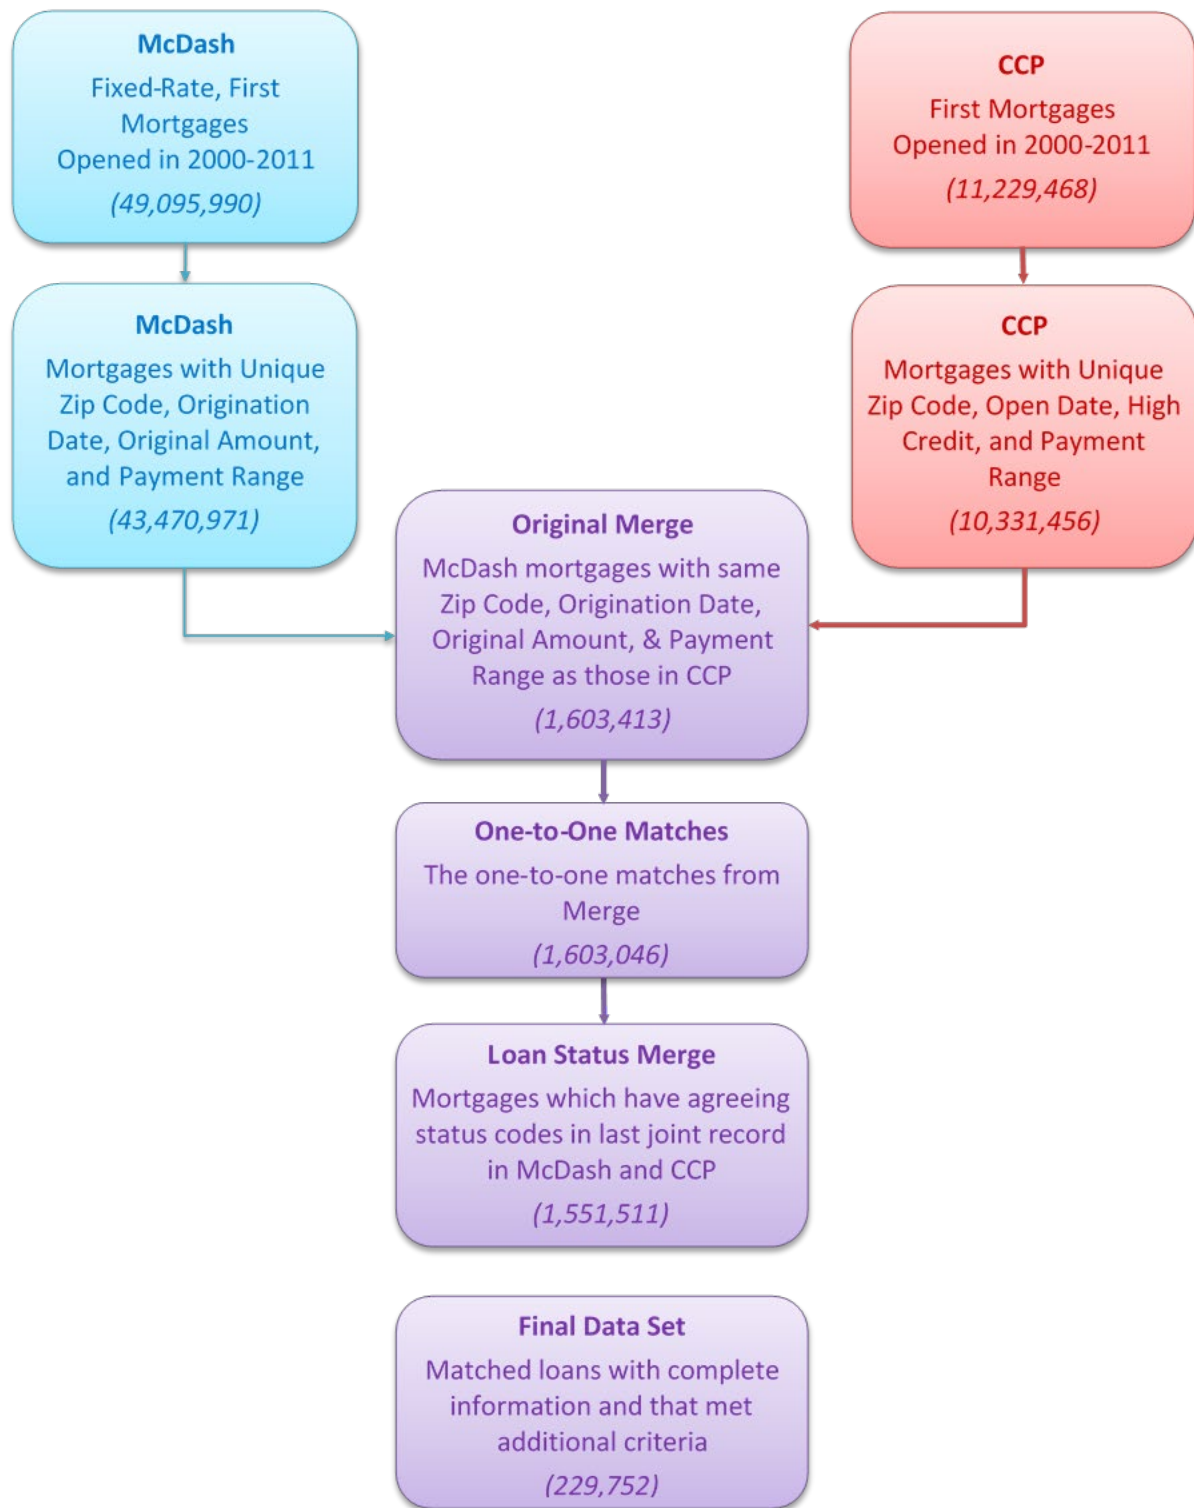 McDash
Fixed-Rate, First
Mortgages
Opened in 2000-2011
(49,095,990)
CCP
First Mortgages
Opened in 2000-2011
(11,229,468)
McDash
Mortgages with Unique
Zip Code, Origination
Date, Original Amount,
and Payment Range
(43,470,971)
CCP
Mortgages with Unique
Zip Code, Open Date, High
Credit, and Payment
Range
(10,331,456)
Original Merge
McDash mortgages with same
Zip Code, Origination Date,
Original Amount, & Payment
Range as those in CCP
(1,603,413)
One-to-One Matches
The one-to-one matches from
Merge
(1,603,046)
Loan Status Merge
Mortgages which have agreeing
status codes in last joint record
in McDash and CCP
(1,551,511)
Final Data Set
Matched loans with complete
information and that met
additional criteria
(229,752)